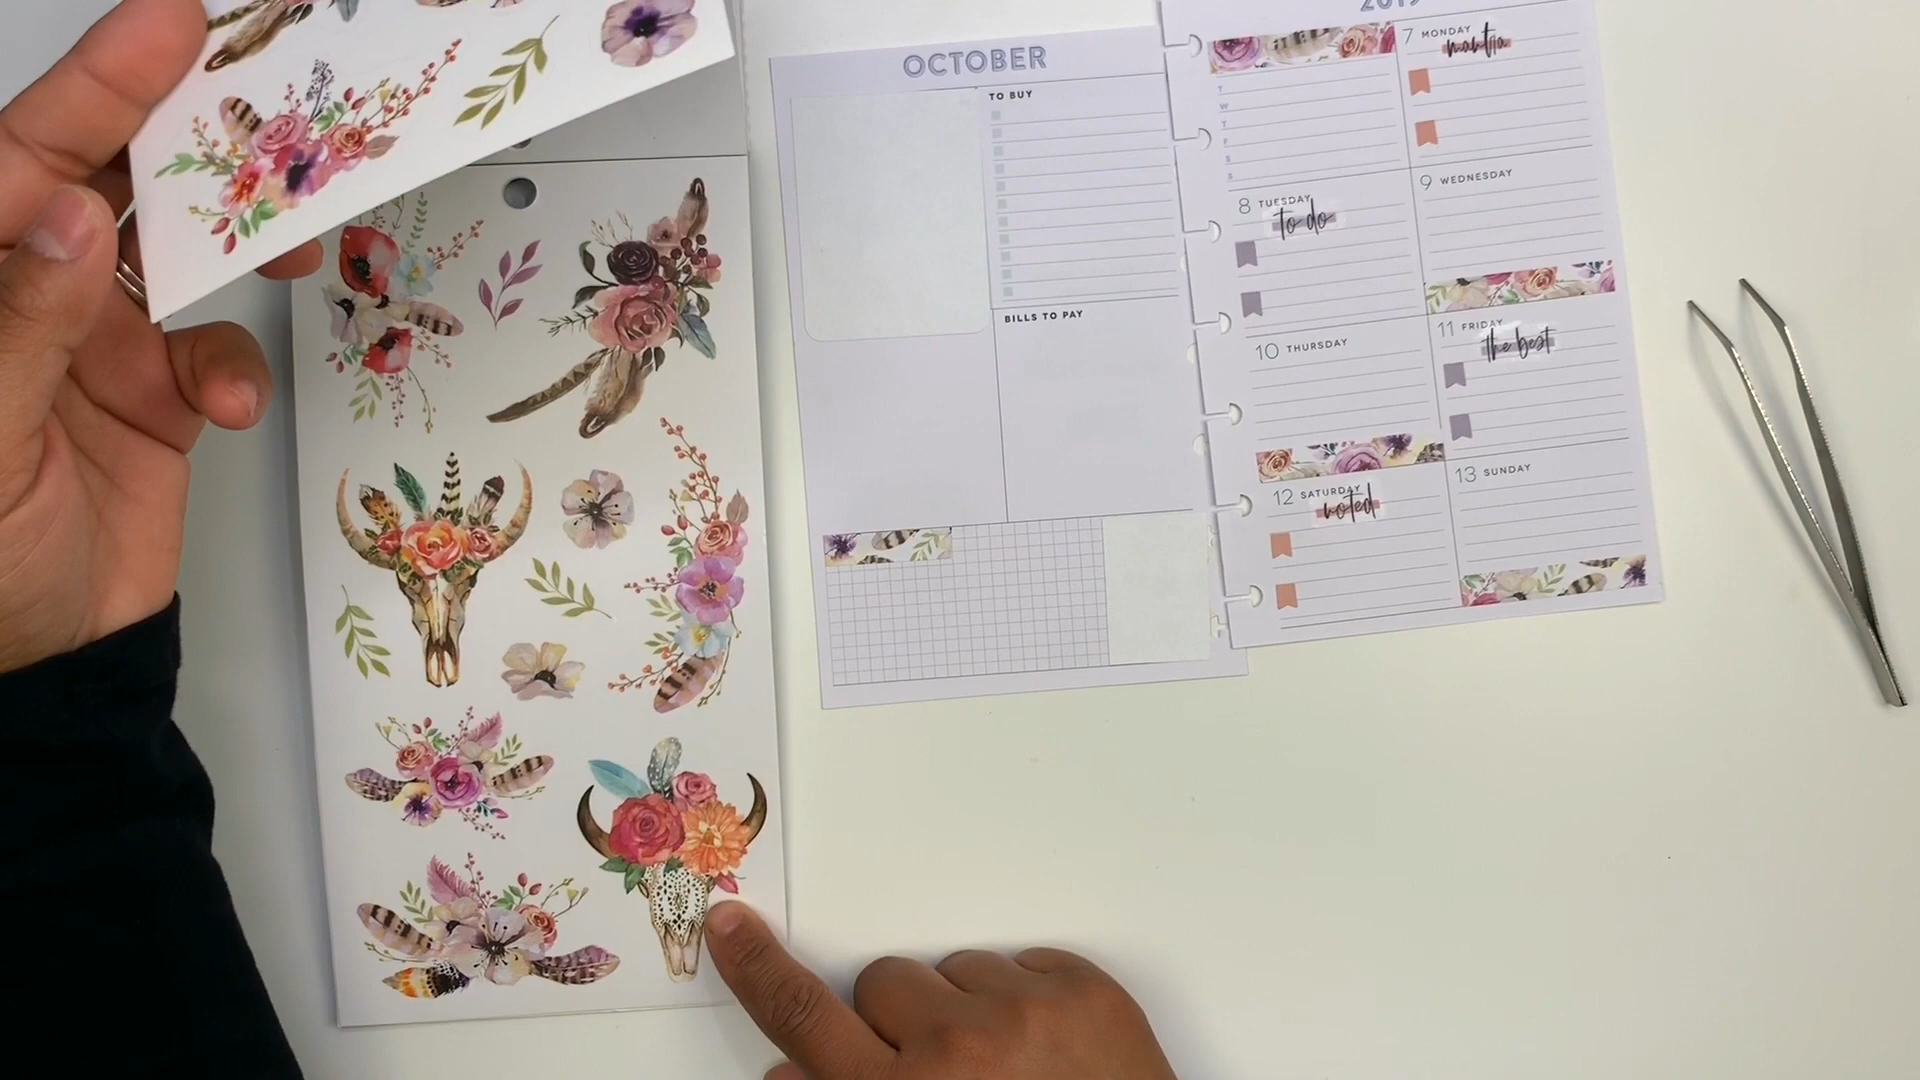 OCTOBER
TO BUY
BILLS TO PAY
2019
T
W
T
F
S
S
7 MONDAY
mantra
8 TUESDAY
to do
9 WEDNESDAY
10 THURSDAY
11 FRIDAY
the best
12 SATURDAY
noted
13 SUNDAY